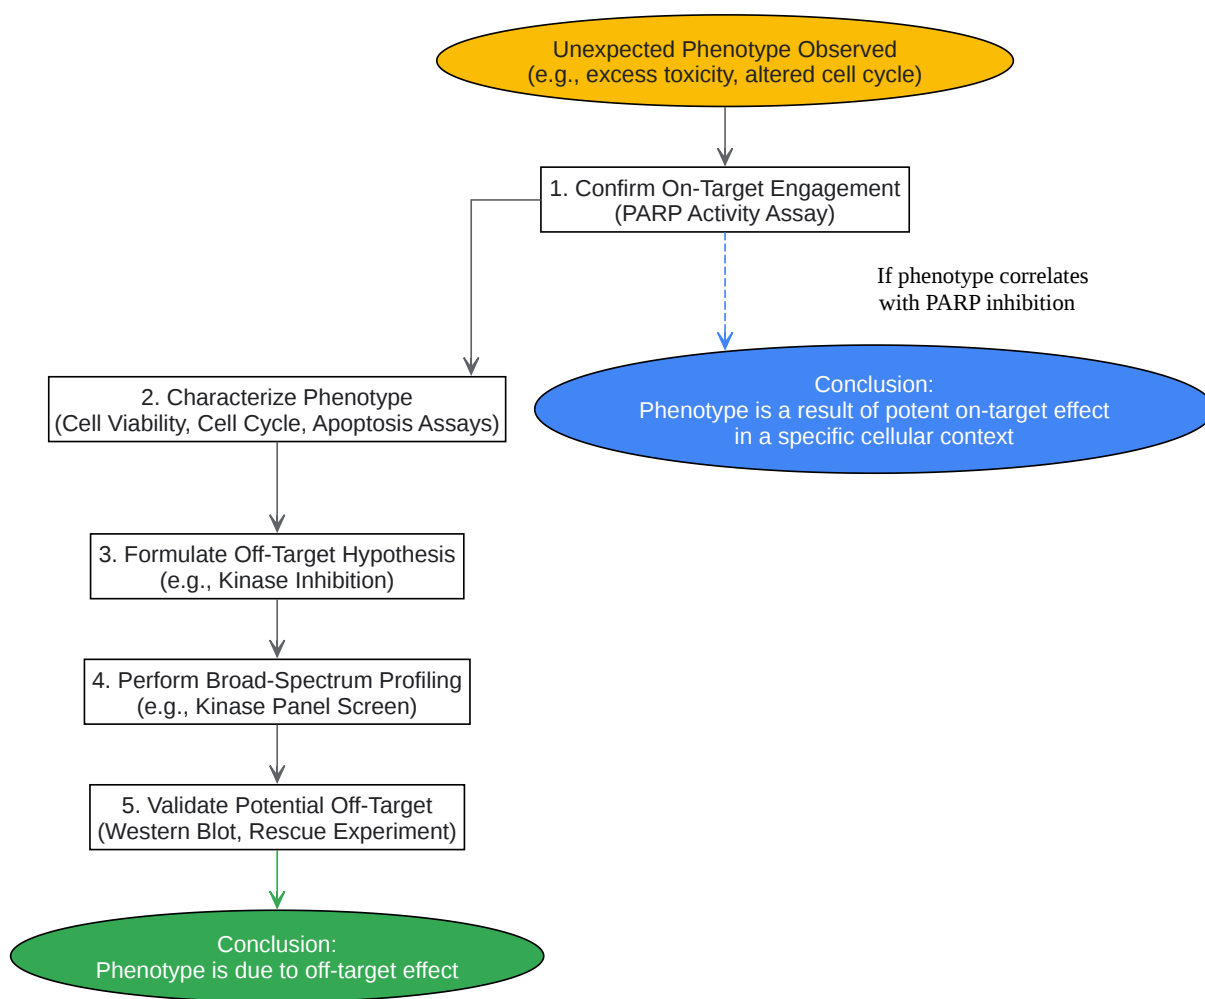 Unexpected Phenotype Observed
(e.g., excess toxicity, altered cell cycle)
1. Confirm On-Target Engagement
(PARP Activity Assay)
If phenotype correlates
with PARP inhibition
Conclusion:
Phenotype is a result of potent on-target effect
in a specific cellular context
2. Characterize Phenotype
(Cell Viability, Cell Cycle, Apoptosis Assays)
3. Formulate Off-Target Hypothesis
(e.g., Kinase Inhibition)
4. Perform Broad-Spectrum Profiling
(e.g., Kinase Panel Screen)
5. Validate Potential Off-Target
(Western Blot, Rescue Experiment)
Conclusion:
Phenotype is due to off-target effect